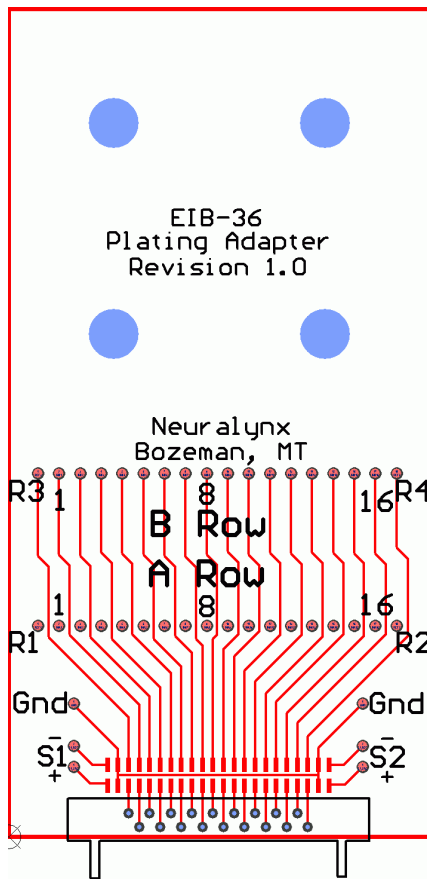 EIB-36
Plating Adapter
Revision 1.0
Neuralynx
Bozeman, MT
R3 1 8 16 R4
B Row
A Row
1 8 16
R1 R2
Gnd Gnd
- -
S1 S2
+ +